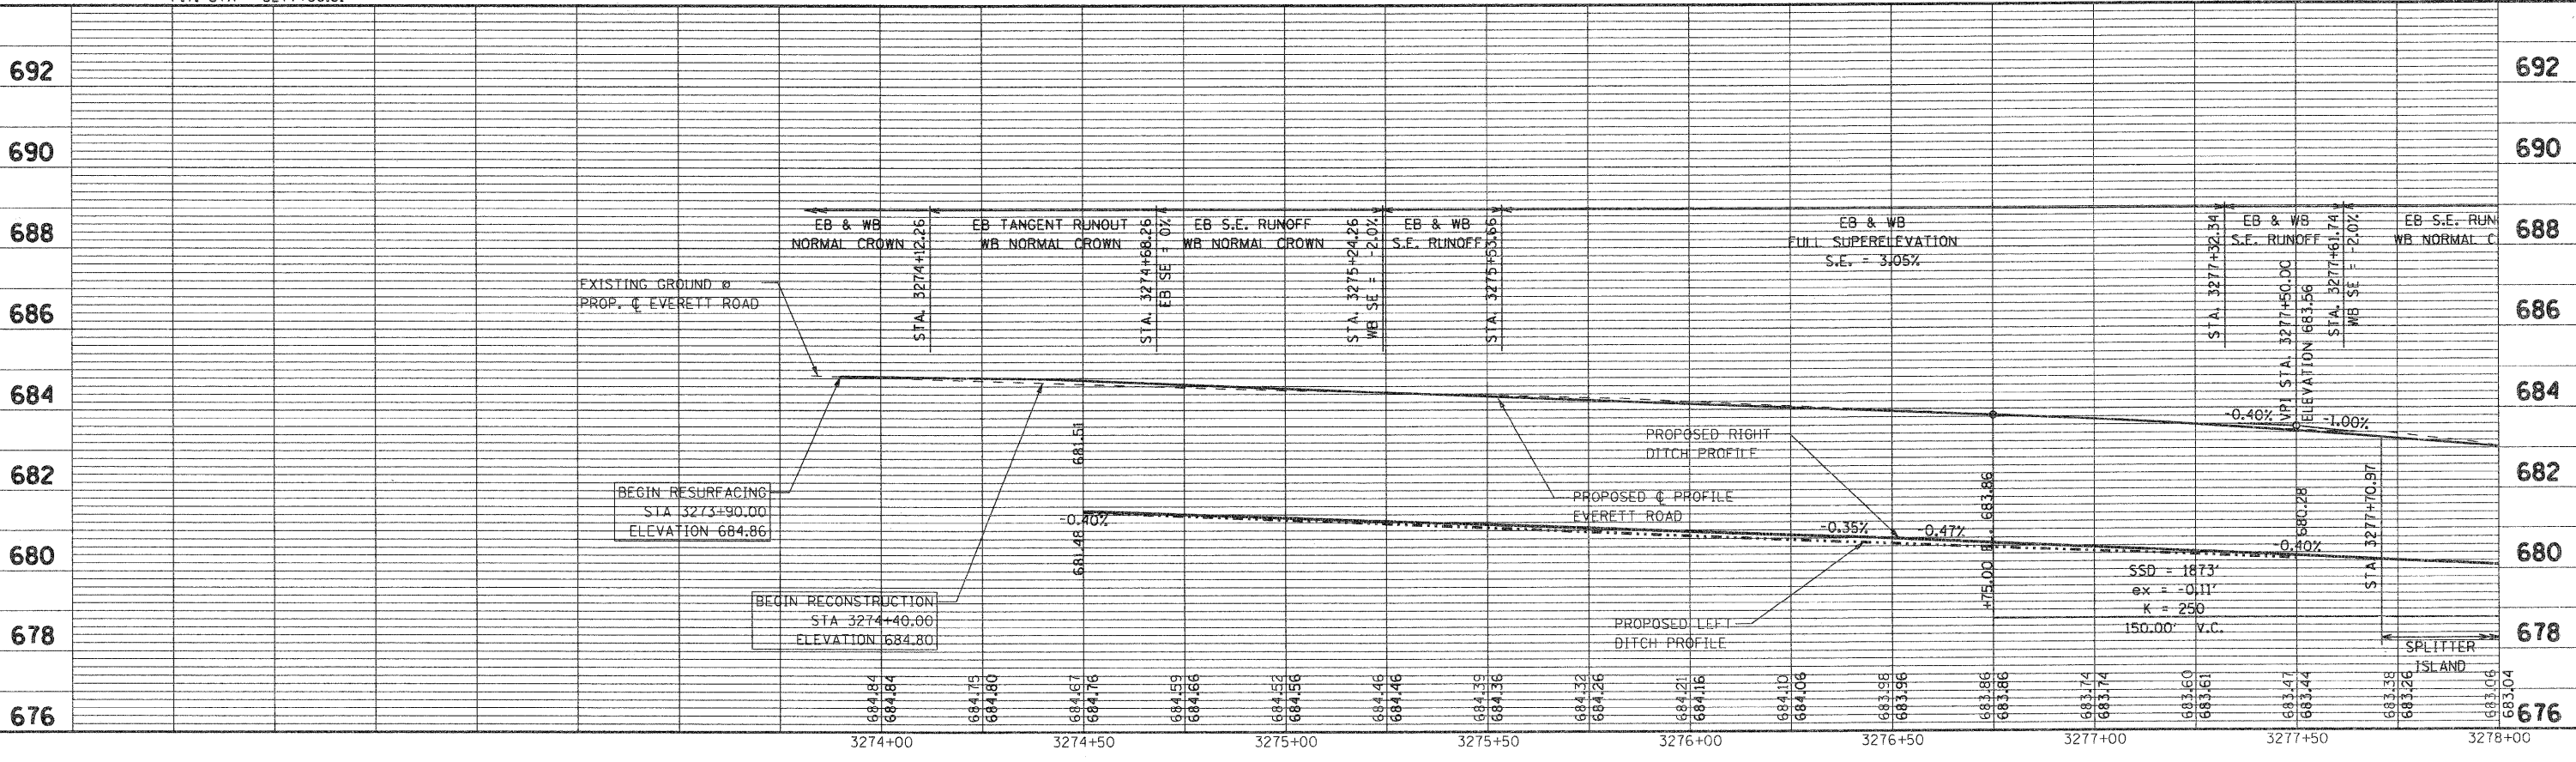 692
692
690
690
688
688
686
686
684
684
682
682
680
680
678
678
676
676
EB & WB
NORMAL CROWN
STA. 3274+12.26
EB TANGENT RUNOUT
WB NORMAL CROWN
STA. 3274+68.26
EB SE = 0%
EB S.E. RUNOFF
WB NORMAL CROWN
STA. 3275+24.26
WB SE = -2.0%
EB & WB
S.E. RUNOFF
STA. 3275+53.66
EB & WB
FULL SUPERELEVATION
S.E. = 3.05%
STA. 3277+32.34
EB & WB
S.E. RUNOFF
VPI STA. 3277+50.00
ELEVATION 683.56
STA. 3277+61.74
WB SE = -2.0%
EB S.E. RUN
WB NORMAL C
EXISTING GROUND @
PROP. ℄ EVERETT ROAD
-0.40%
-1.00%
BEGIN RESURFACING
STA 3273+90.00
ELEVATION 684.86
BEGIN RECONSTRUCTION
STA 3274+40.00
ELEVATION 684.80
681.51
-0.40%
681.48
PROPOSED RIGHT
DITCH PROFILE
PROPOSED ℄ PROFILE
EVERETT ROAD
-0.35%
-0.47%
PROPOSED LEFT
DITCH PROFILE
+75.00 EL. 683.86
680.28
-0.40%
STA. 3277+70.97
SSD = 1873'
ex = -0.11'
K = 250
150.00' V.C.
SPLITTER
ISLAND
684.84
684.84
684.75
684.80
684.67
684.76
684.59
684.66
684.52
684.56
684.46
684.46
684.39
684.36
684.32
684.26
684.21
684.16
684.10
684.06
683.98
683.96
683.86
683.86
683.74
683.74
683.60
683.61
683.47
683.44
683.38
683.26
683.06
683.04
3274+00
3274+50
3275+00
3275+50
3276+00
3276+50
3277+00
3277+50
3278+00